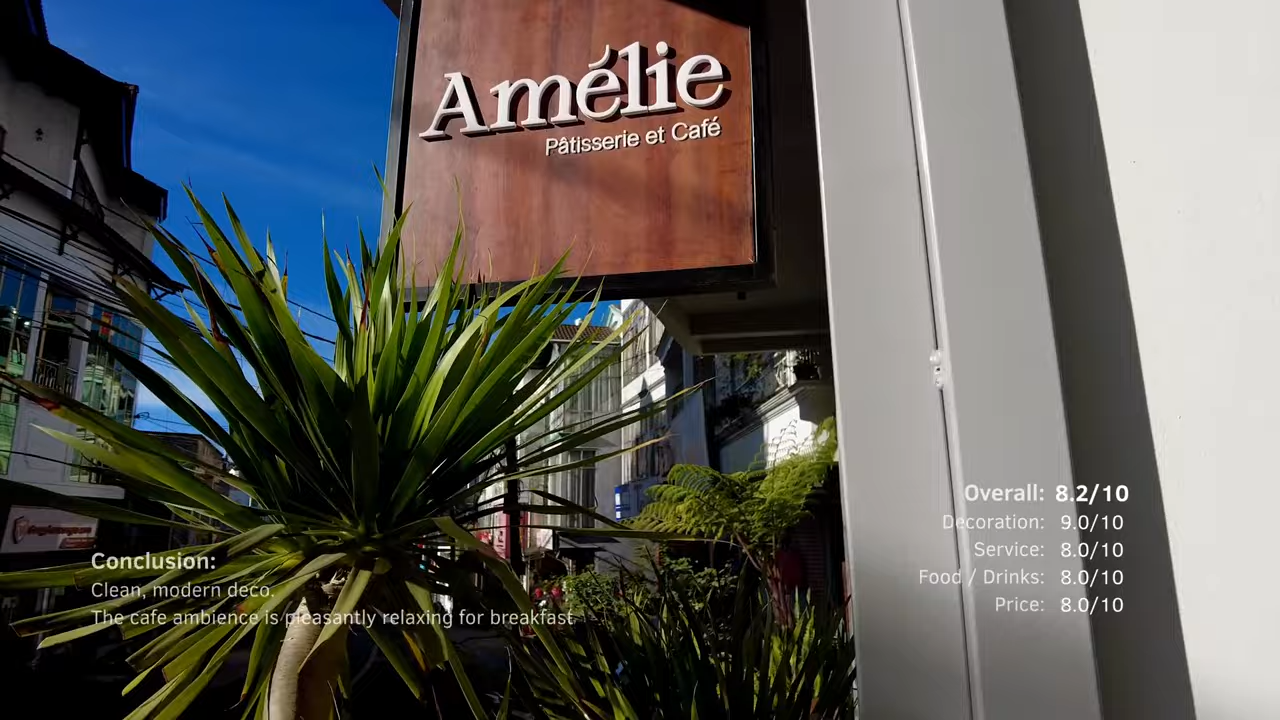 Amélie
Pâtisserie et Café
Conclusion:
Clean, modern deco.
The cafe ambience is pleasantly relaxing for breakfast.
Overall: 8.2/10
Decoration: 9.0/10
Service: 8.0/10
Food / Drinks: 8.0/10
Price: 8.0/10